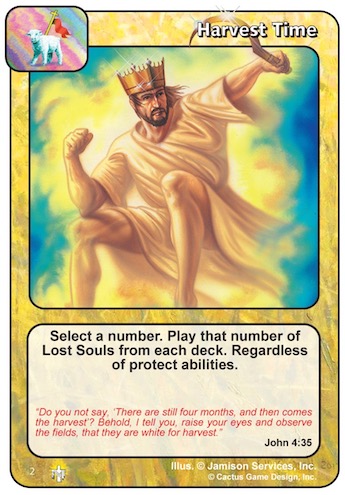 Harvest Time
Select a number. Play that number of
Lost Souls from each deck. Regardless
of protect abilities.
"Do you not say, ‘There are still four months, and then comes
the harvest’? Behold, I tell you, raise your eyes and observe
the fields, that they are white for harvest."
John 4:35
2
Illus. © Jamison Services, Inc.
© Cactus Game Design, Inc.